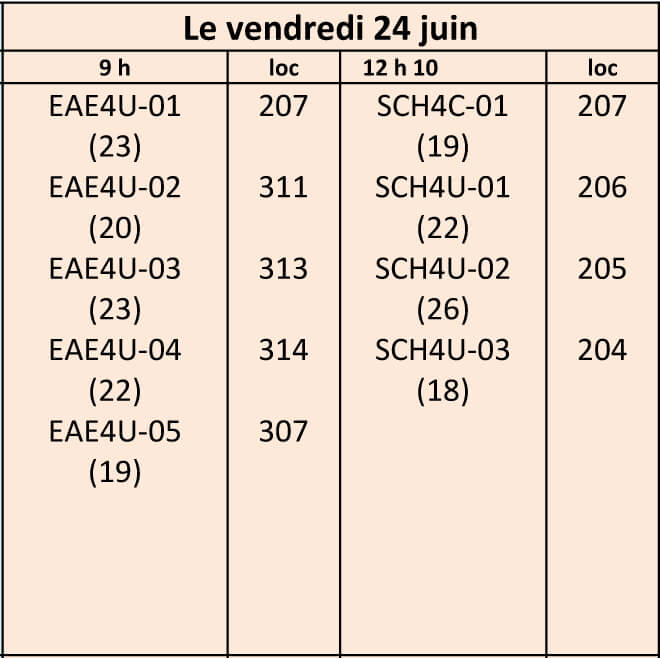 Le vendredi 24 juin
9 h loc 12 h 10 loc
EAE4U-01 207 SCH4C-01 207
(23) (19)
EAE4U-02 311 SCH4U-01 206
(20) (22)
EAE4U-03 313 SCH4U-02 205
(23) (26)
EAE4U-04 314 SCH4U-03 204
(22) (18)
EAE4U-05 307
(19)